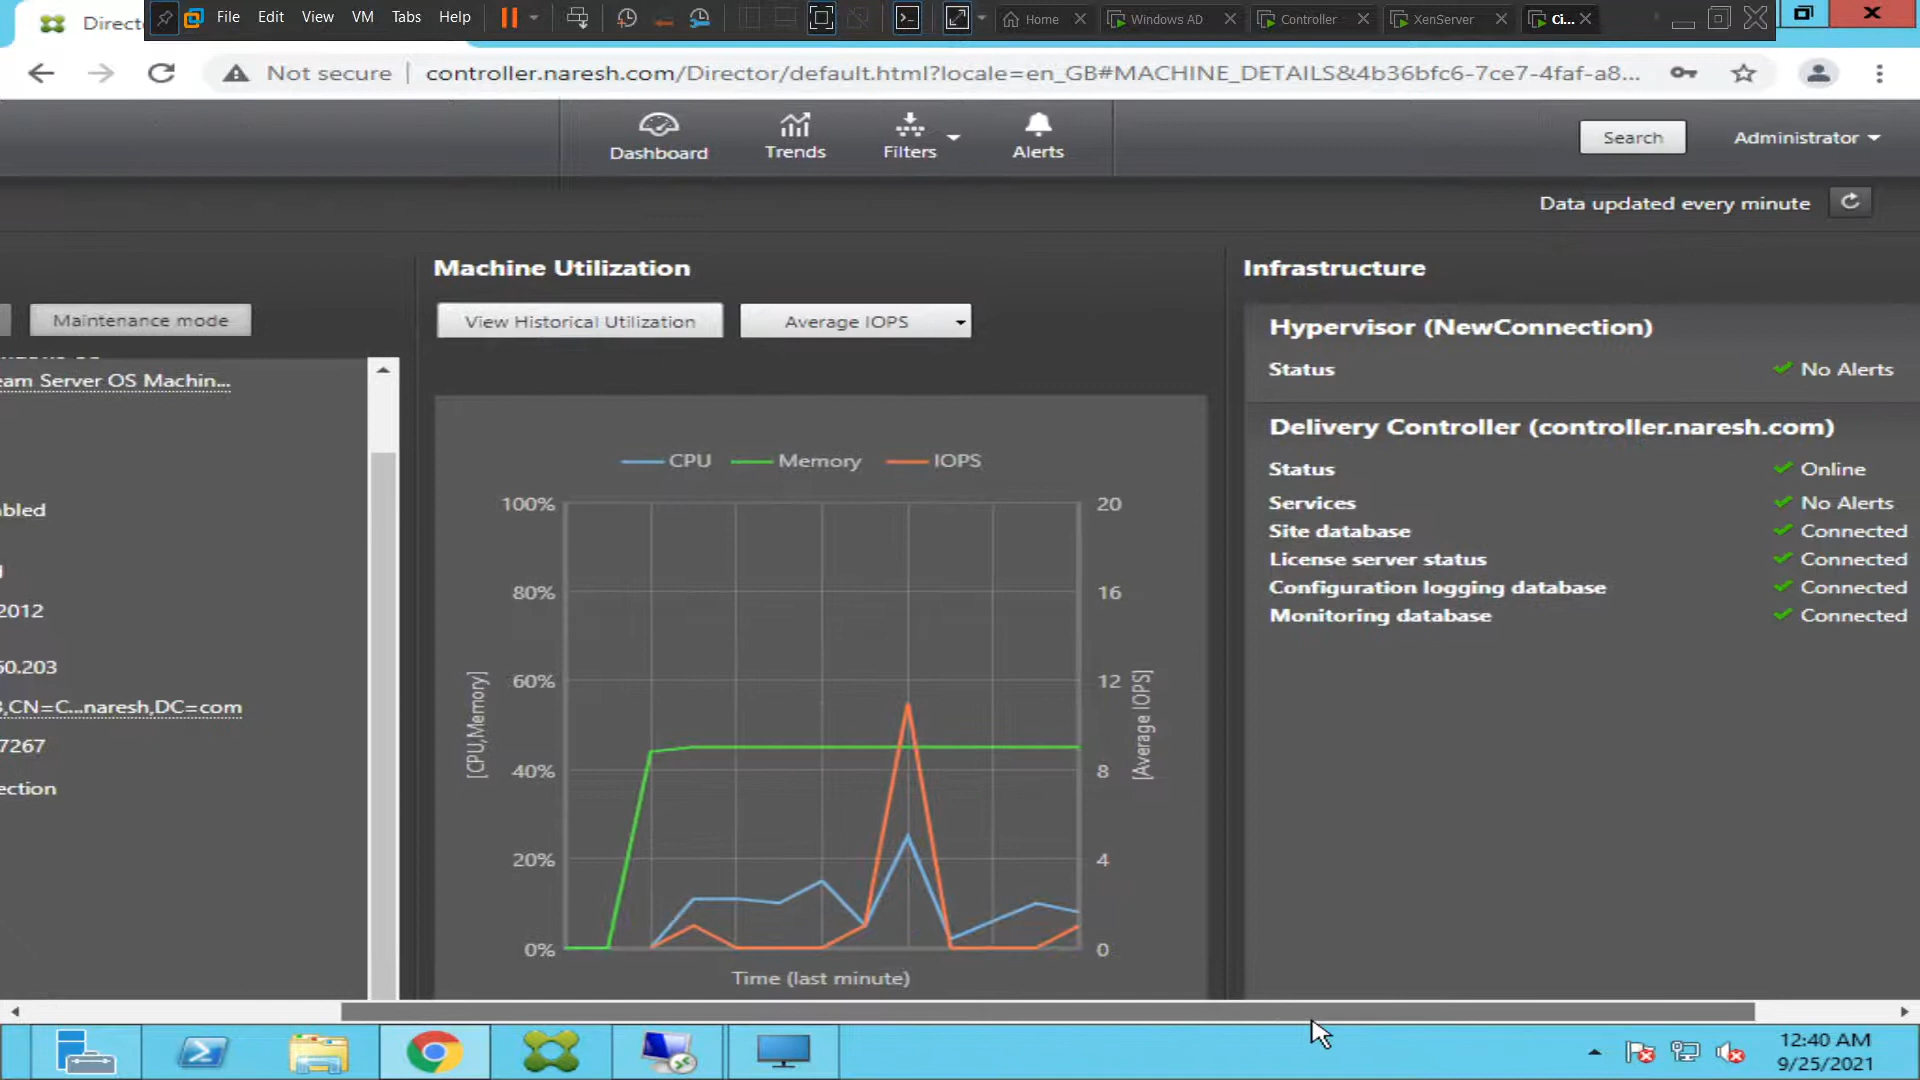 Direct
File Edit View VM Tabs Help
Home
Windows AD
Controller
XenServer
Ci...
Not secure
controller.naresh.com/Director/default.html?locale=en_GB#MACHINE_DETAILS&4b36bfc6-7ce7-4faf-a8...
Dashboard
Trends
Filters
Alerts
Search
Administrator
Data updated every minute
Maintenance mode
eam Server OS Machin...
bled
2012
50.203
,CN=C...naresh,DC=com
7267
ection
Machine Utilization
View Historical Utilization
Average IOPS
CPU Memory IOPS
100% 20
80% 16
60% 12
40% 8
20% 4
0% 0
[CPU,Memory]
[Average IOPS]
Time (last minute)
Infrastructure
Hypervisor (NewConnection)
Status No Alerts
Delivery Controller (controller.naresh.com)
Status Online
Services No Alerts
Site database Connected
License server status Connected
Configuration logging database Connected
Monitoring database Connected
12:40 AM
9/25/2021